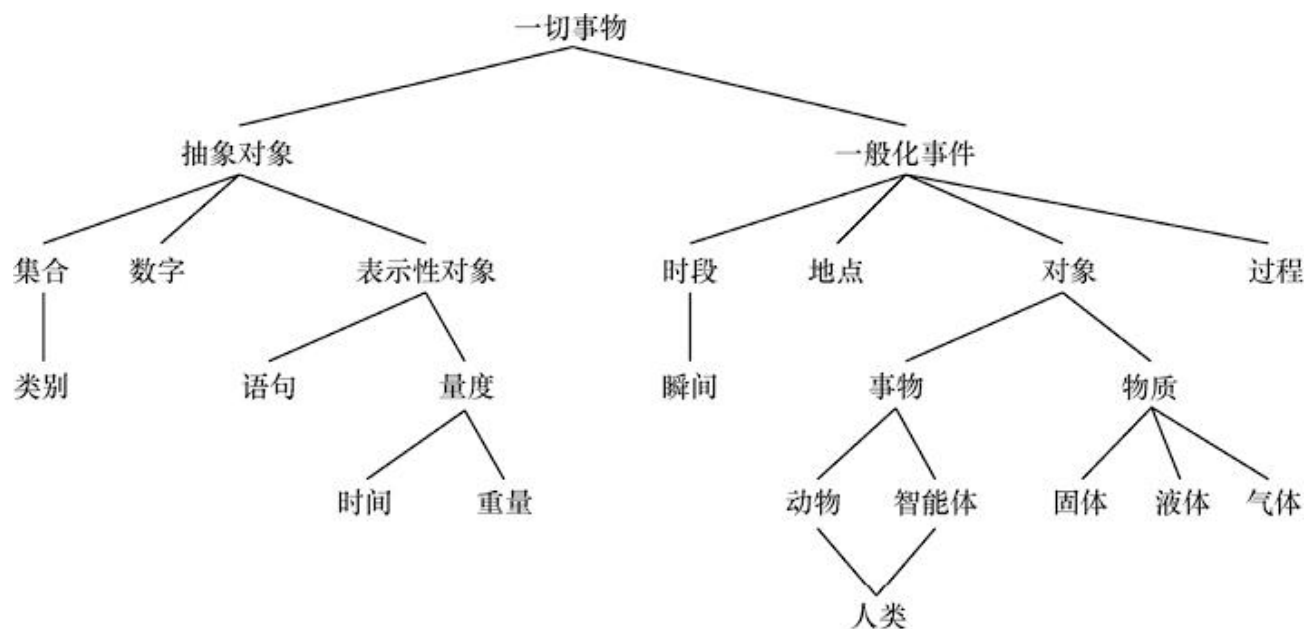 一切事物
抽象对象 一般化事件
集合 数字 表示性对象 时段 地点 对象 过程
类别 语句 量度 瞬间 事物 物质
时间 重量 动物 智能体 固体 液体 气体
人类